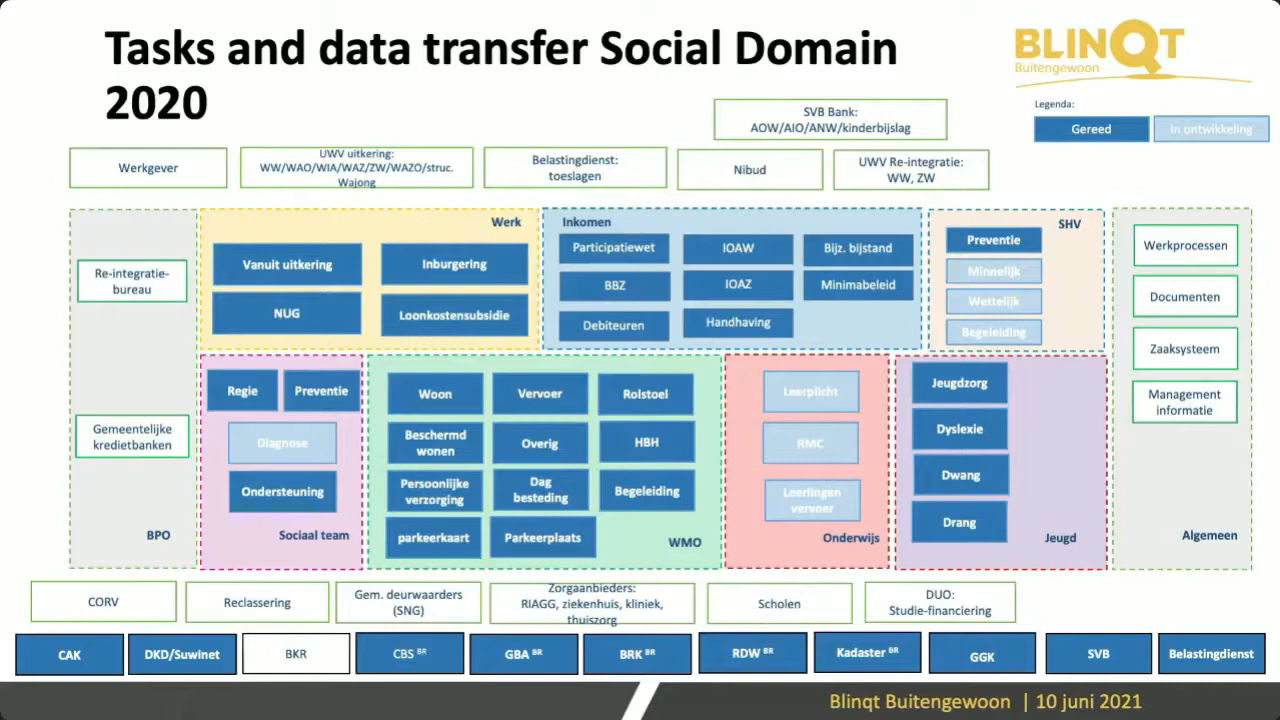 Tasks and data transfer Social Domain
2020
BLINQT
Buitengewoon
Legenda:
Gereed
In ontwikkeling
SVB Bank:
AOW/AIO/ANW/kinderbijslag
Werkgever
UWV uitkering:
WW/WAO/WIA/WAZ/ZW/WAZO/struc.
Wajong
Belastingdienst:
toeslagen
Nibud
UWV Re-integratie:
WW, ZW
Re-integratie-
bureau
Gemeentelijke
kredietbanken
BPO
Werk
Vanuit uitkering
Inburgering
NUG
Loonkostensubsidie
Inkomen
Participatiewet
IOAW
Bijz. bijstand
BBZ
IOAZ
Minimabeleid
Debiteuren
Handhaving
SHV
Preventie
Minnelijk
Wettelijk
Begeleiding
Werkprocessen
Documenten
Zaaksysteem
Management
informatie
Algemeen
Regie
Preventie
Diagnose
Ondersteuning
Sociaal team
Woon
Vervoer
Rolstoel
Beschermd
wonen
Overig
HBH
Persoonlijke
verzorging
Dag
besteding
Begeleiding
parkeerkaart
Parkeerplaats
WMO
Leerplicht
RMC
Leerlingen
vervoer
Onderwijs
Jeugdzorg
Dyslexie
Dwang
Drang
Jeugd
CORV
Reclassering
Gem. deurwaarders
(SNG)
Zorgaanbieders:
RIAGG, ziekenhuis, kliniek,
thuiszorg
Scholen
DUO:
Studie-financiering
CAK
DKD/Suwinet
BKR
CBS BR
GBA BR
BRK BR
RDW BR
Kadaster BR
GGK
SVB
Belastingdienst
Blinqt Buitengewoon | 10 juni 2021